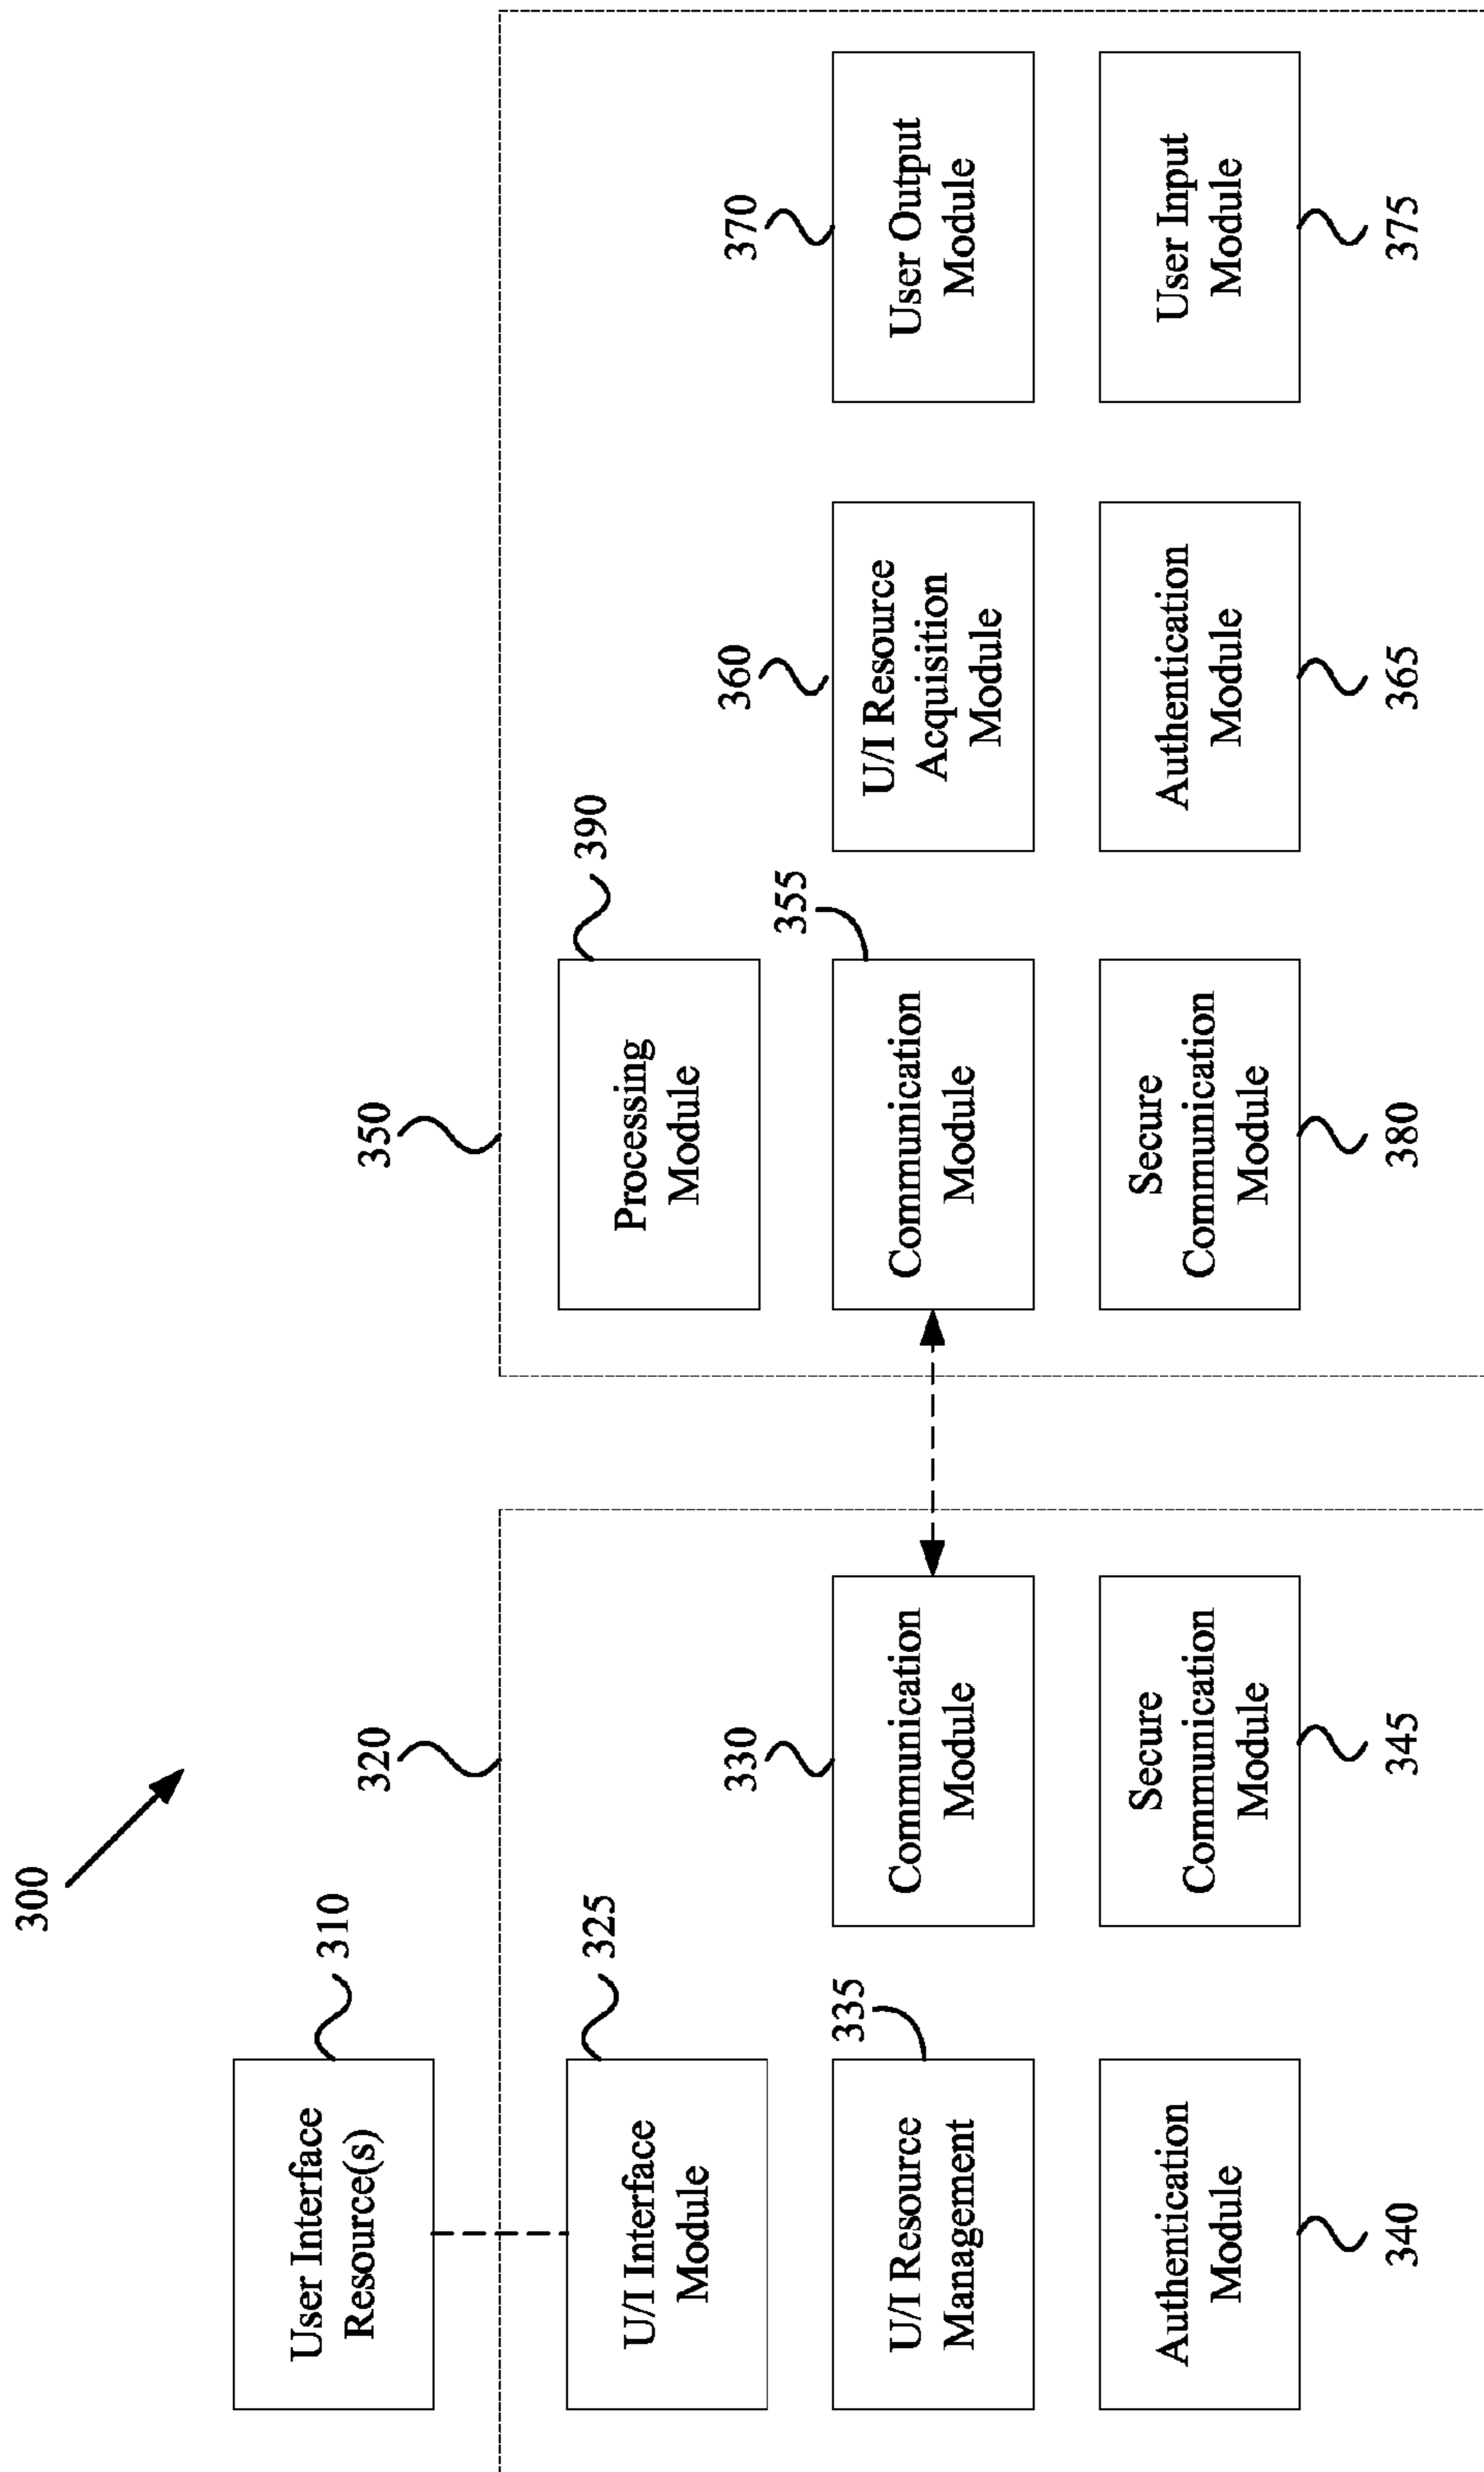 300
310
User Interface
Resource(s)
320
325
U/I Interface
Module
335
U/I Resource
Management
330
Communication
Module
Authentication
Module
340
Secure
Communication
Module
345
350
390
Processing
Module
355
Communication
Module
360
U/I Resource
Acquisition
Module
370
User Output
Module
Secure
Communication
Module
380
Authentication
Module
365
User Input
Module
375